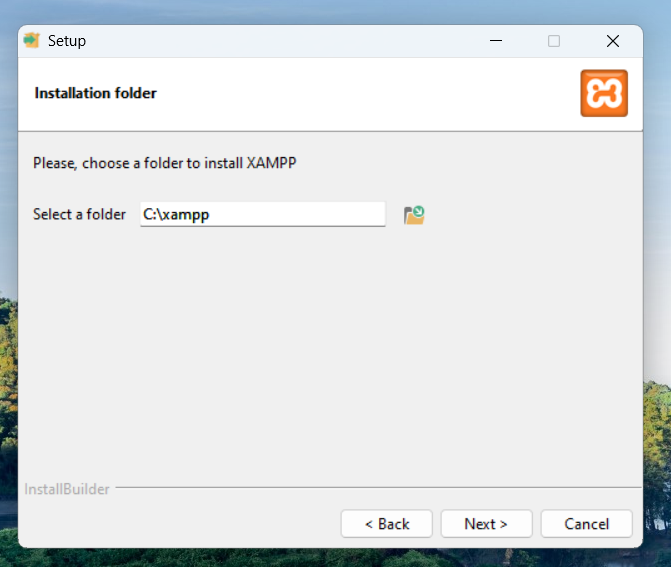 Setup
Installation folder
Please, choose a folder to install XAMPP
Select a folder C:\xampp
InstallBuilder
< Back Next > Cancel